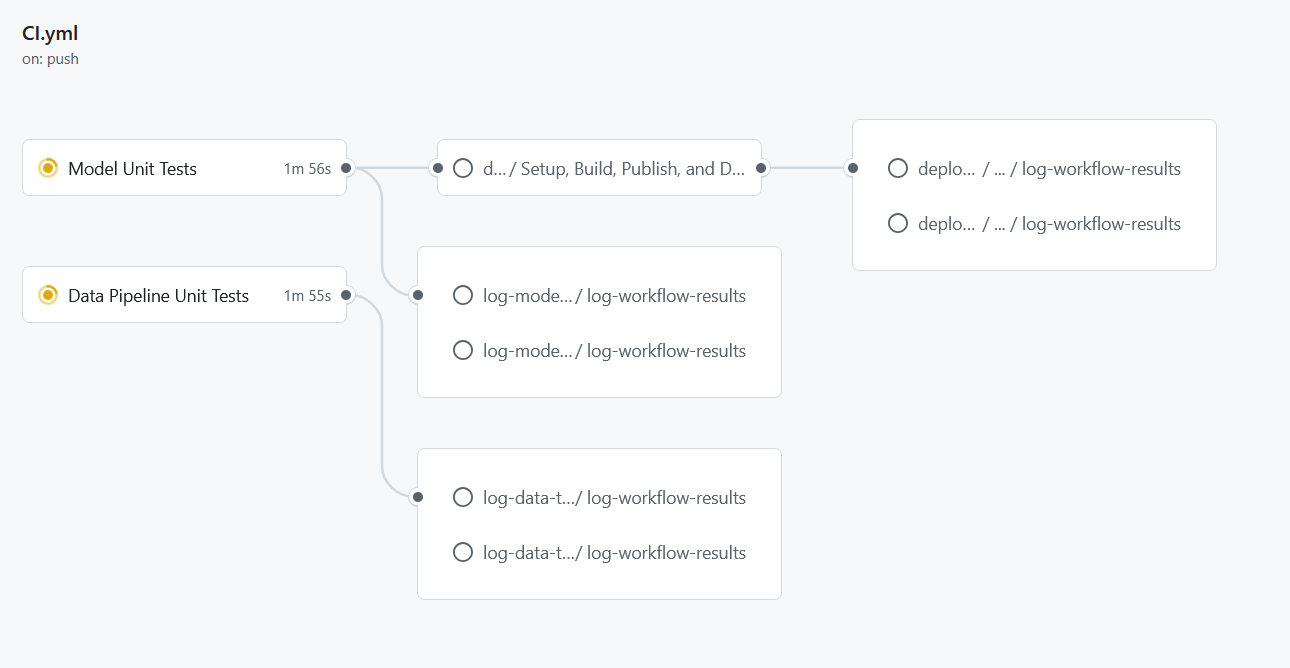 CI.yml
on: push
Model Unit Tests 1m 56s
d... / Setup, Build, Publish, and D...
deplo... / ... / log-workflow-results
deplo... / ... / log-workflow-results
Data Pipeline Unit Tests 1m 55s
log-mode... / log-workflow-results
log-mode... / log-workflow-results
log-data-t... / log-workflow-results
log-data-t... / log-workflow-results